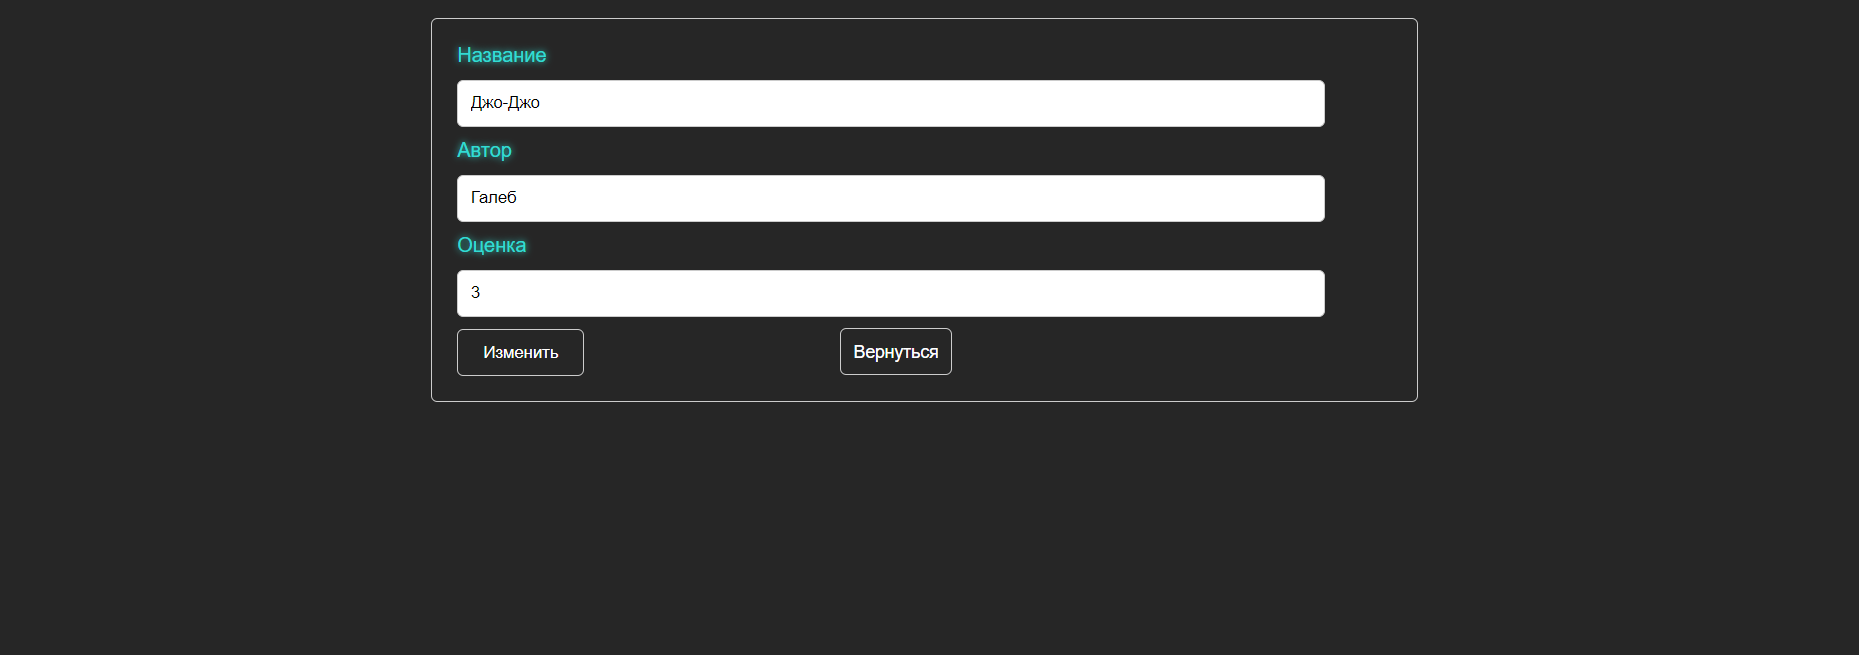 Название
Джо-Джо
Автор
Галеб
Оценка
3
Изменить
Вернуться